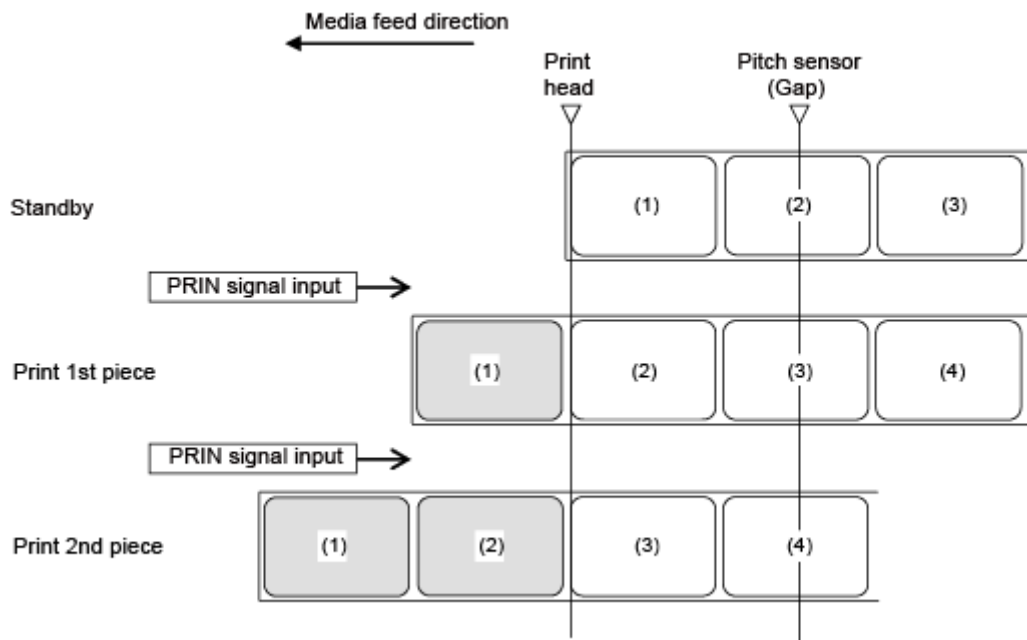 Media feed direction
Print
head
Pitch sensor
(Gap)
Standby
(1)
(2)
(3)
PRIN signal input
Print 1st piece
(1)
(2)
(3)
(4)
PRIN signal input
Print 2nd piece
(1)
(2)
(3)
(4)